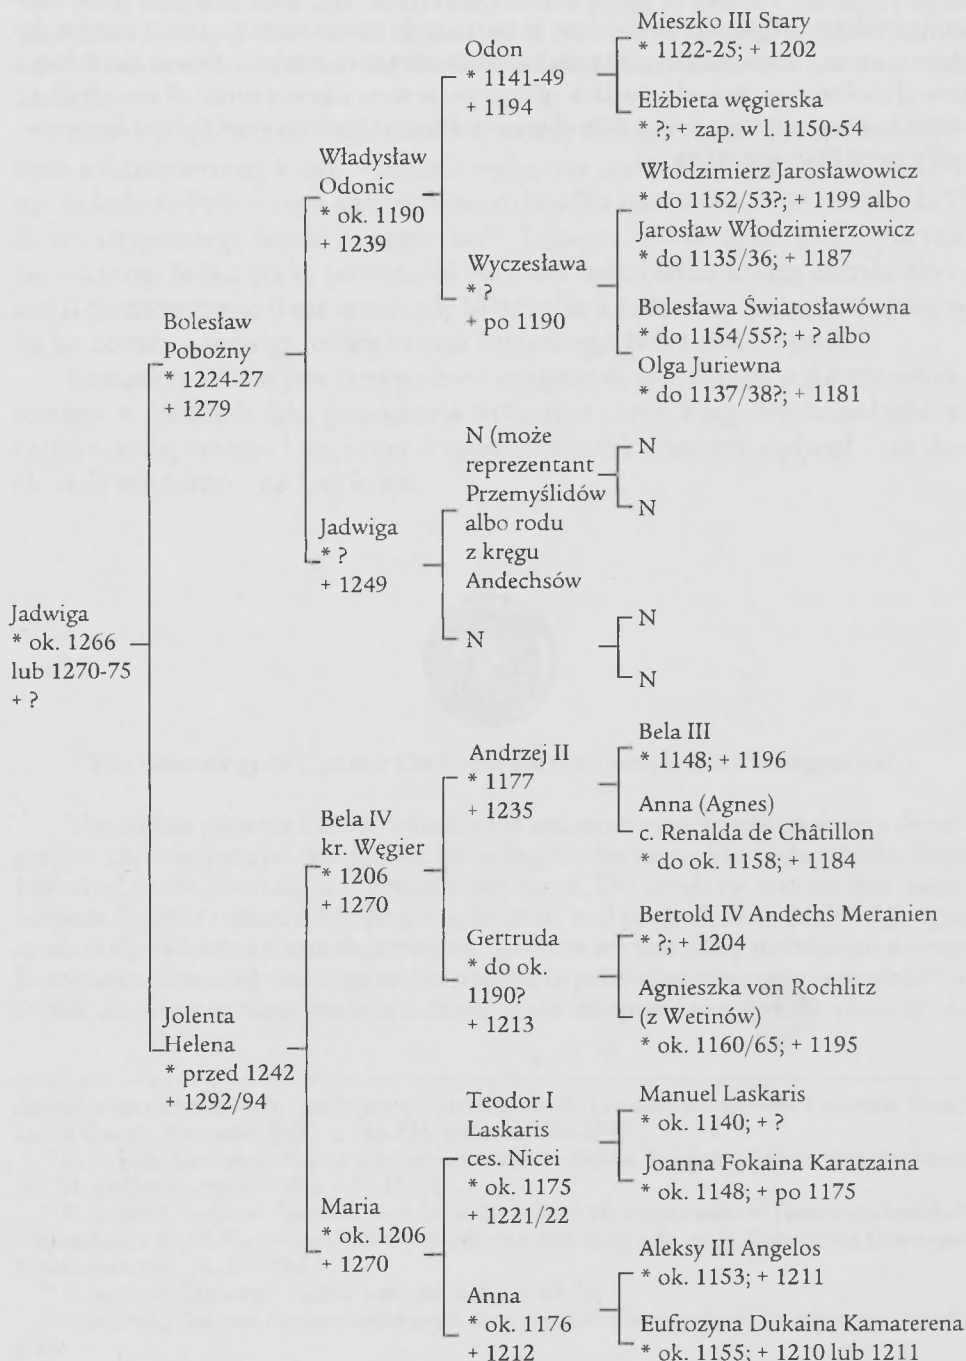 Mieszko III Stary
* 1122-25; + 1202
Odon
* 1141-49
+ 1194
Elżbieta węgierska
* ?; + zap. w l. 1150-54
Władysław
Odonic
* ok. 1190
+ 1239
Włodzimierz Jarosławowicz
* do 1152/53?; + 1199 albo
Jarosław Włodzimierzowicz
* do 1135/36; + 1187
Wyczesława
* ?
+ po 1190
Bolesława Światosławówna
* do 1154/55?; + ? albo
Olga Juriewna
* do 1137/38?; + 1181
Bolesław
Pobożny
* 1224-27
+ 1279
N (może
reprezentant
Przemyślidów
albo rodu
z kręgu
Andechsów
N
N
Jadwiga
* ?
+ 1249
N
N
N
Jadwiga
* ok. 1266
lub 1270-75
+ ?
Bela III
* 1148; + 1196
Andrzej II
* 1177
+ 1235
Anna (Agnes)
c. Renalda de Châtillon
* do ok. 1158; + 1184
Bela IV
kr. Węgier
* 1206
+ 1270
Bertold IV Andechs Meranien
* ?; + 1204
Gertruda
* do ok.
1190?
+ 1213
Agnieszka von Rochlitz
(z Wetinów)
* ok. 1160/65; + 1195
Jolenta
Helena
* przed 1242
+ 1292/94
Manuel Laskaris
* ok. 1140; + ?
Teodor I
Laskaris
ces. Nicei
* ok. 1175
+ 1221/22
Joanna Fokaina Karatzaina
* ok. 1148; + po 1175
Maria
* ok. 1206
+ 1270
Aleksy III Angelos
* ok. 1153; + 1211
Anna
* ok. 1176
+ 1212
Eufrozyna Dukaina Kamaterena
* ok. 1155; + 1210 lub 1211